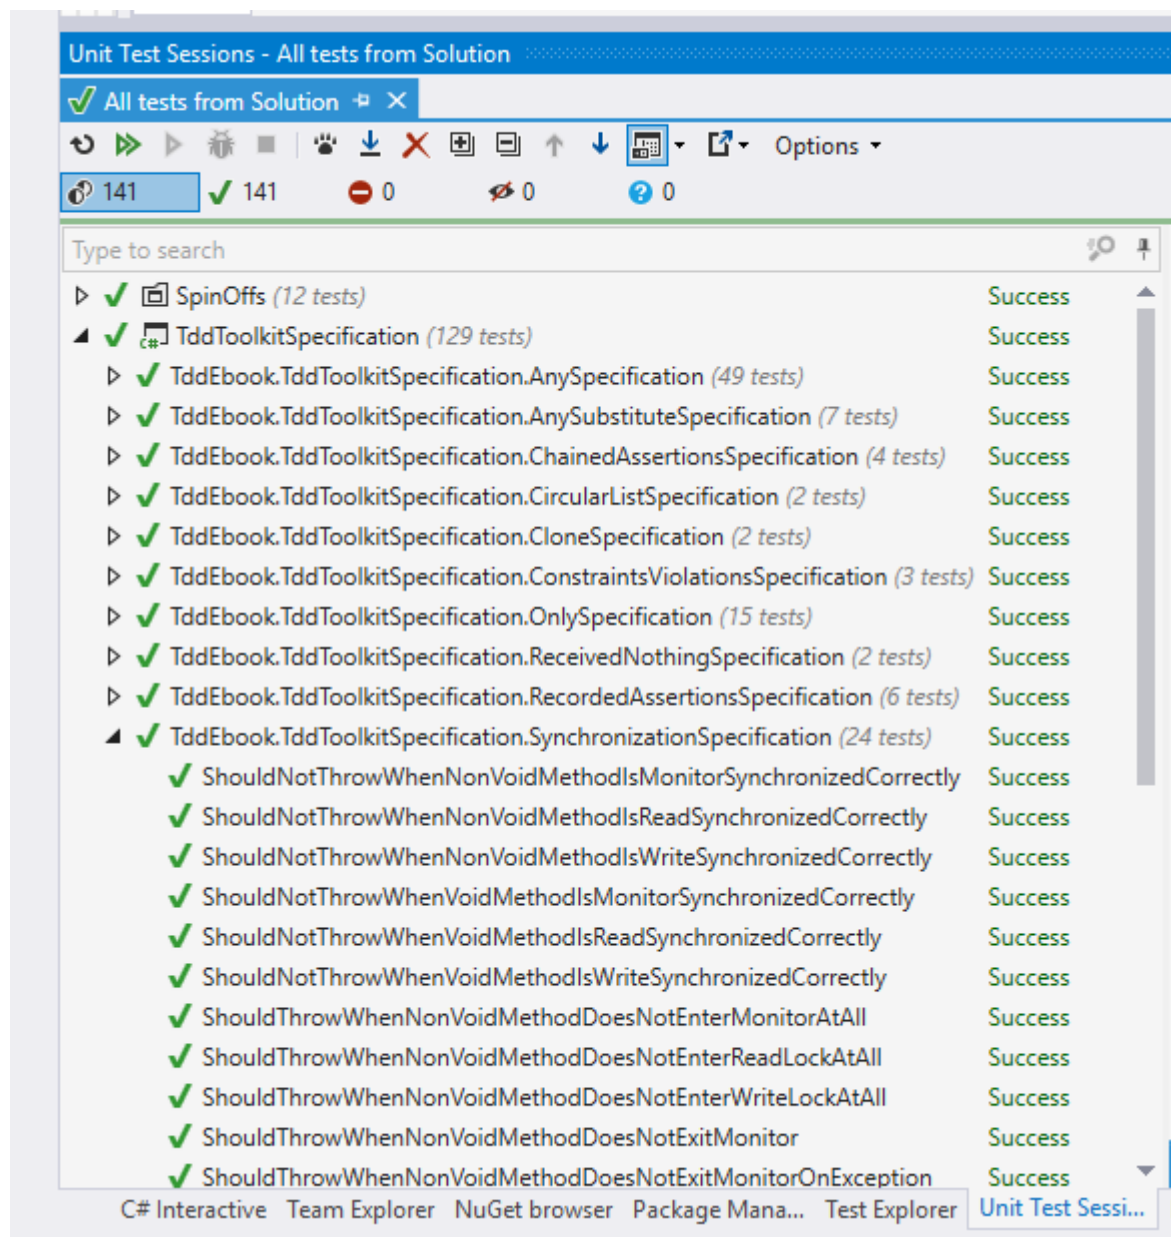 Unit Test Sessions - All tests from Solution
All tests from Solution
Options
141 141 0 0 0
Type to search
SpinOffs (12 tests) Success
TddToolkitSpecification (129 tests) Success
TddEbook.TddToolkitSpecification.AnySpecification (49 tests) Success
TddEbook.TddToolkitSpecification.AnySubstituteSpecification (7 tests) Success
TddEbook.TddToolkitSpecification.ChainedAssertionsSpecification (4 tests) Success
TddEbook.TddToolkitSpecification.CircularListSpecification (2 tests) Success
TddEbook.TddToolkitSpecification.CloneSpecification (2 tests) Success
TddEbook.TddToolkitSpecification.ConstraintsViolationsSpecification (3 tests) Success
TddEbook.TddToolkitSpecification.OnlySpecification (15 tests) Success
TddEbook.TddToolkitSpecification.ReceivedNothingSpecification (2 tests) Success
TddEbook.TddToolkitSpecification.RecordedAssertionsSpecification (6 tests) Success
TddEbook.TddToolkitSpecification.SynchronizationSpecification (24 tests) Success
ShouldNotThrowWhenNonVoidMethodIsMonitorSynchronizedCorrectly Success
ShouldNotThrowWhenNonVoidMethodIsReadSynchronizedCorrectly Success
ShouldNotThrowWhenNonVoidMethodIsWriteSynchronizedCorrectly Success
ShouldNotThrowWhenVoidMethodIsMonitorSynchronizedCorrectly Success
ShouldNotThrowWhenVoidMethodIsReadSynchronizedCorrectly Success
ShouldNotThrowWhenVoidMethodIsWriteSynchronizedCorrectly Success
ShouldThrowWhenNonVoidMethodDoesNotEnterMonitorAtAll Success
ShouldThrowWhenNonVoidMethodDoesNotEnterReadLockAtAll Success
ShouldThrowWhenNonVoidMethodDoesNotEnterWriteLockAtAll Success
ShouldThrowWhenNonVoidMethodDoesNotExitMonitor Success
ShouldThrowWhenNonVoidMethodDoesNotExitMonitorOnException Success
C# Interactive Team Explorer NuGet browser Package Mana... Test Explorer Unit Test Sessi...